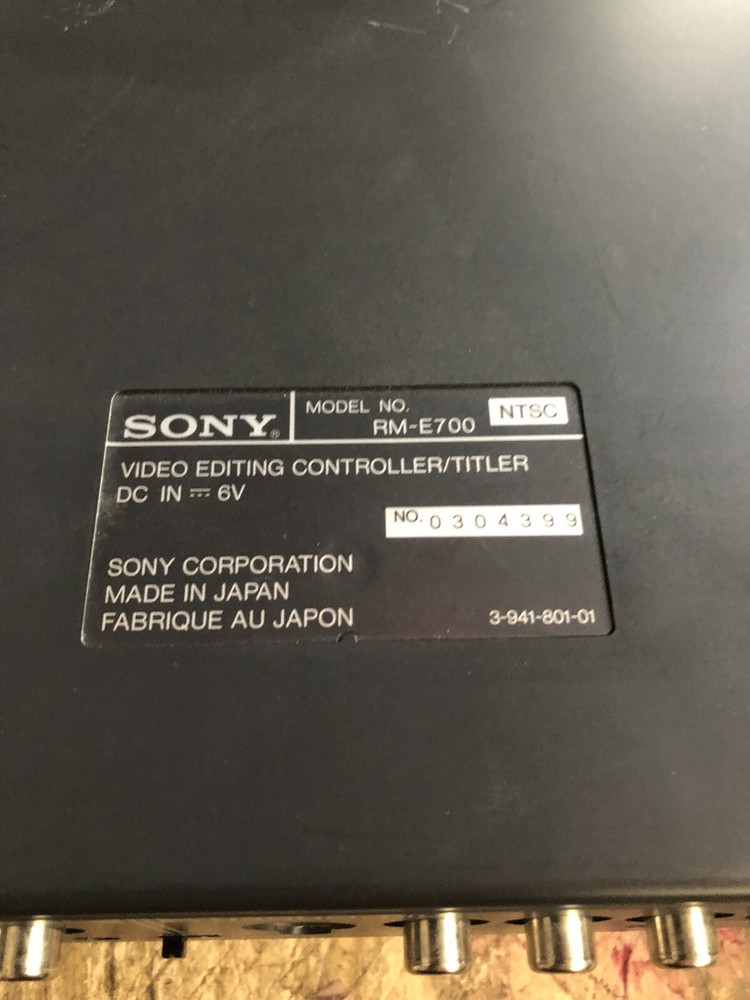 SONY®
MODEL NO.
RM-E700
NTSC
VIDEO EDITING CONTROLLER/TITLER
DC IN ⎓ 6V
NO. 0304399
SONY CORPORATION
MADE IN JAPAN
FABRIQUE AU JAPON
3-941-801-01